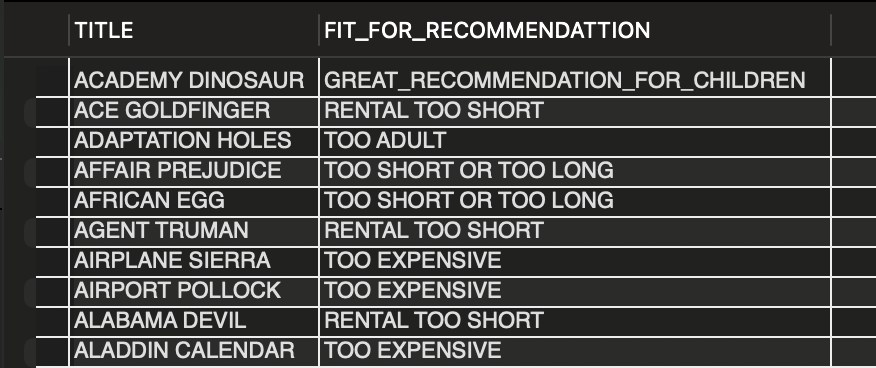 TITLE FIT_FOR_RECOMMENDATTION
ACADEMY DINOSAUR GREAT_RECOMMENDATION_FOR_CHILDREN
ACE GOLDFINGER RENTAL TOO SHORT
ADAPTATION HOLES TOO ADULT
AFFAIR PREJUDICE TOO SHORT OR TOO LONG
AFRICAN EGG TOO SHORT OR TOO LONG
AGENT TRUMAN RENTAL TOO SHORT
AIRPLANE SIERRA TOO EXPENSIVE
AIRPORT POLLOCK TOO EXPENSIVE
ALABAMA DEVIL RENTAL TOO SHORT
ALADDIN CALENDAR TOO EXPENSIVE